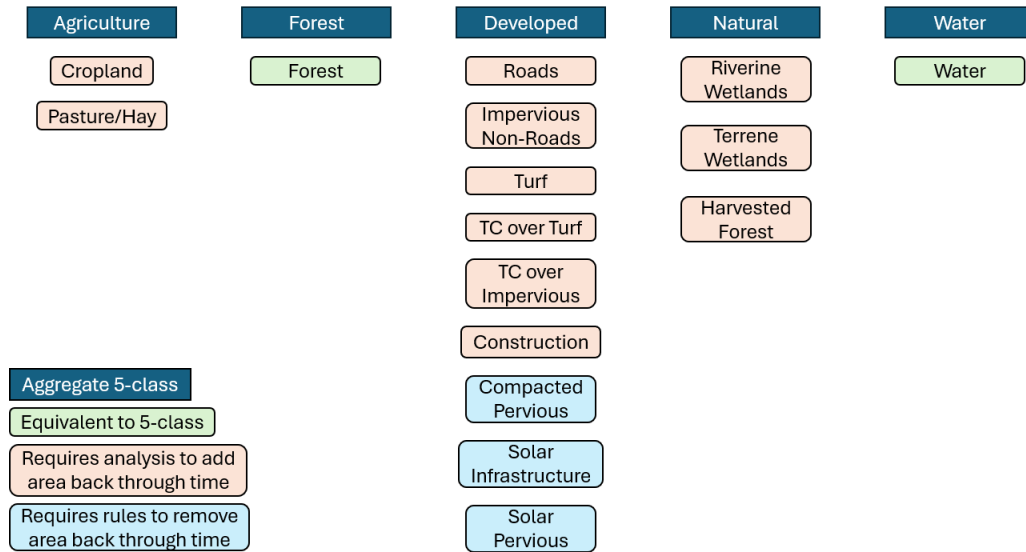 Agriculture
Forest
Developed
Natural
Water
Cropland
Pasture/Hay
Forest
Roads
Impervious
Non-Roads
Turf
TC over Turf
TC over
Impervious
Construction
Compacted
Pervious
Solar
Infrastructure
Solar
Pervious
Riverine
Wetlands
Terrene
Wetlands
Harvested
Forest
Water
Aggregate 5-class
Equivalent to 5-class
Requires analysis to add
area back through time
Requires rules to remove
area back through time